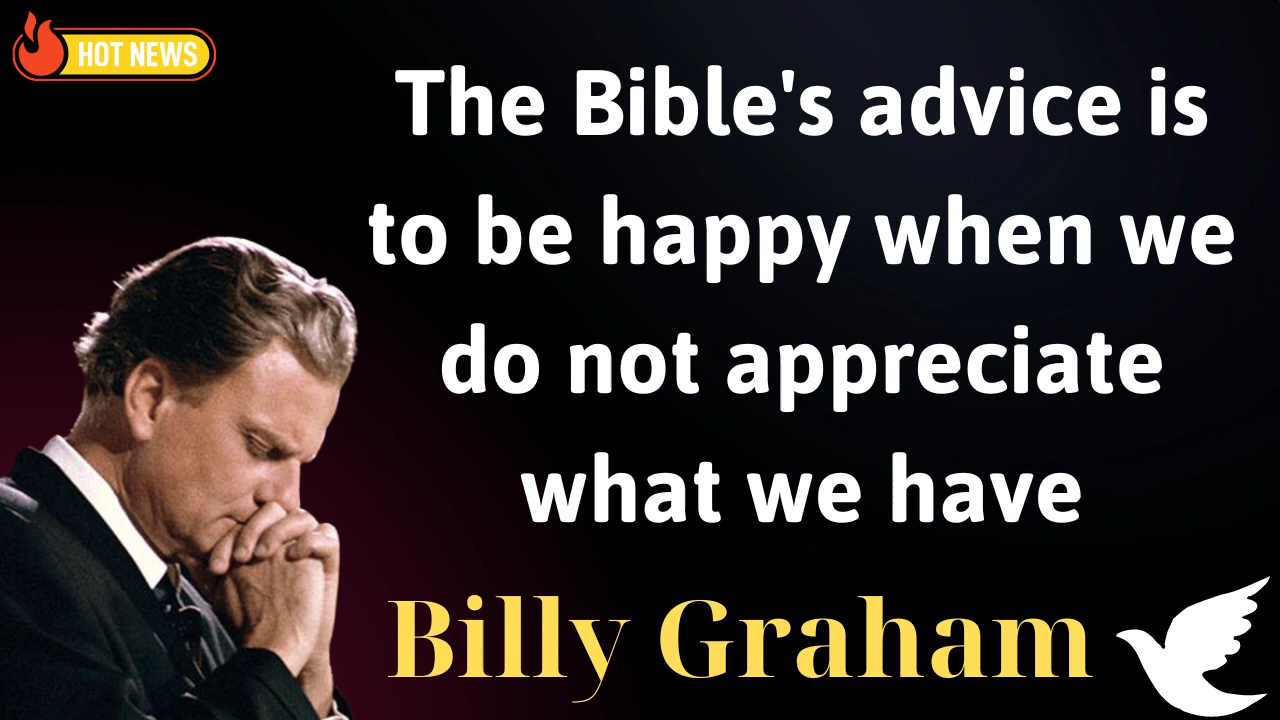 HOT NEWS
The Bible's advice is
to be happy when we
do not appreciate
what we have
Billy Graham